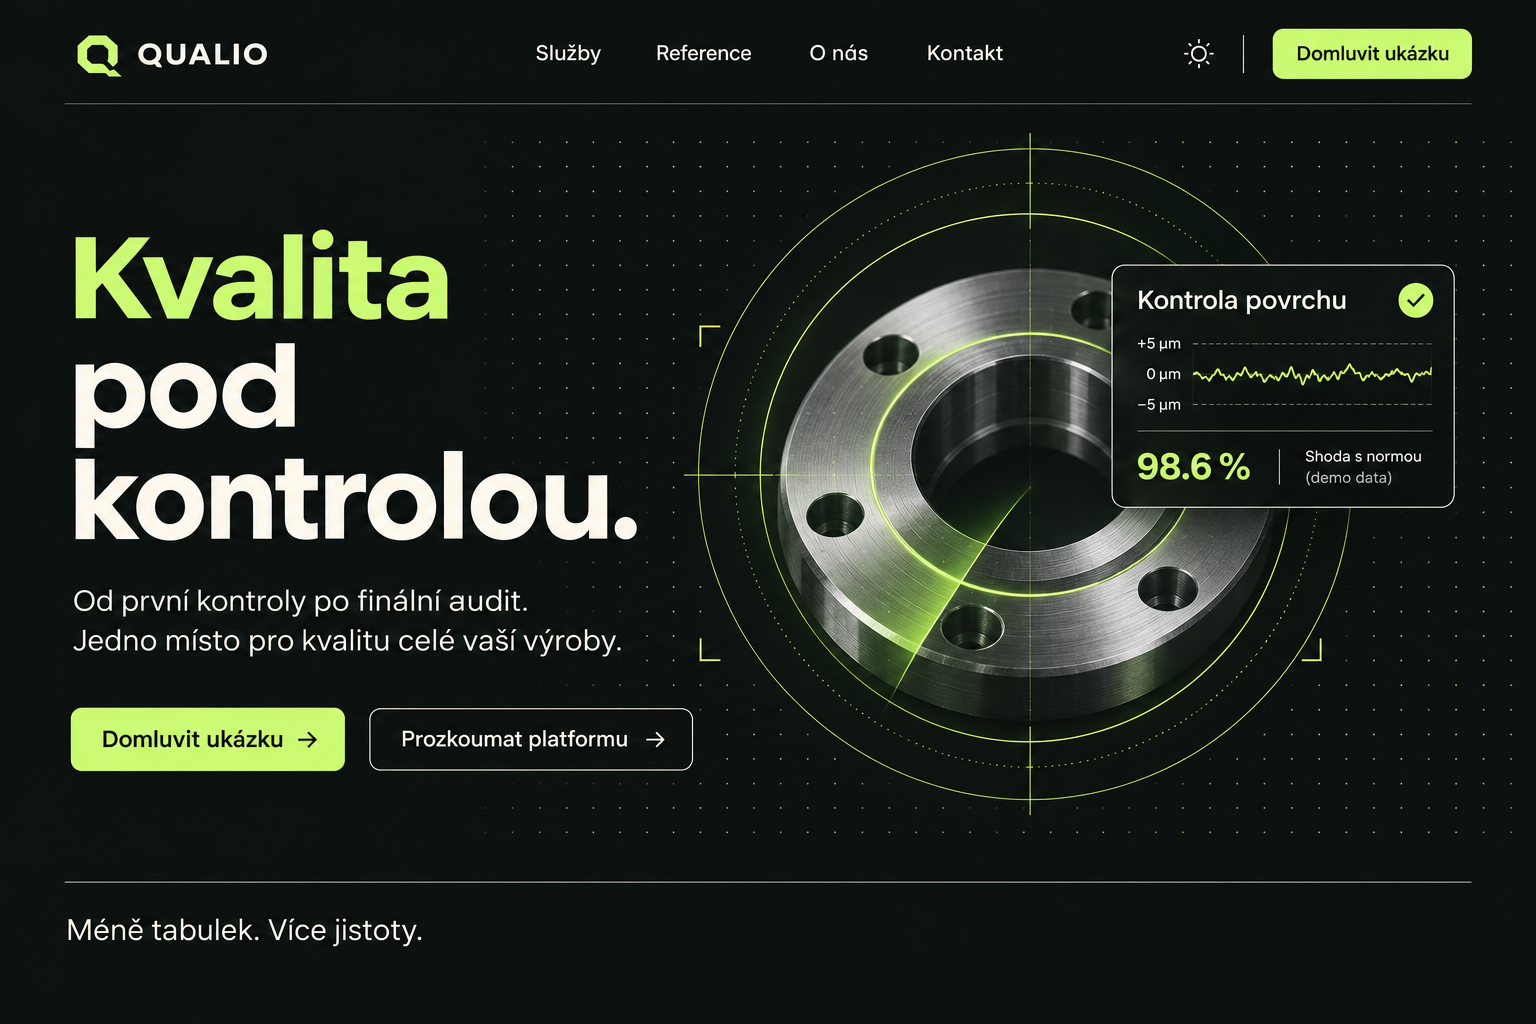 QUALIO
Služby
Reference
O nás
Kontakt
Domluvit ukázku
Kvalita
pod
kontrolou.
Od první kontroly po finální audit.
Jedno místo pro kvalitu celé vaší výroby.
Domluvit ukázku →
Prozkoumat platformu →
Kontrola povrchu
+5 µm
0 µm
−5 µm
98.6 %
Shoda s normou
(demo data)
Méně tabulek. Více jistoty.